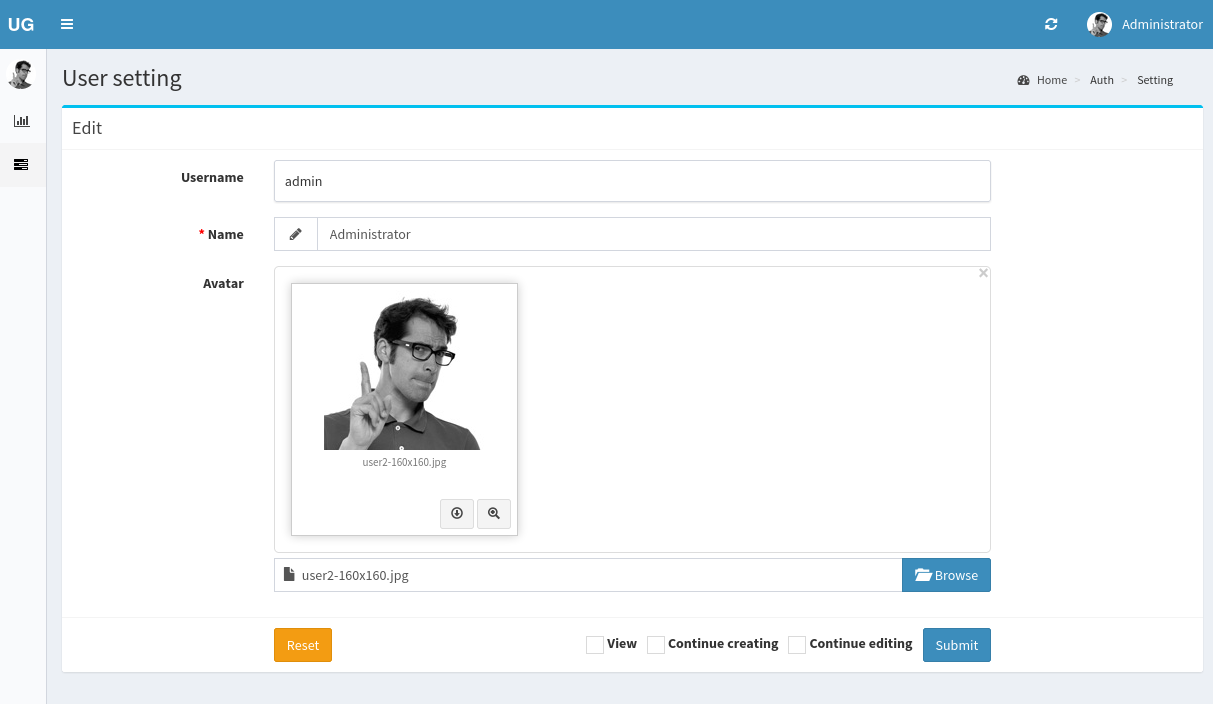 UG
Administrator
User setting
Home > Auth > Setting
Edit
Username
admin
* Name
Administrator
Avatar
×
user2-160x160.jpg
user2-160x160.jpg
Browse
Reset
View
Continue creating
Continue editing
Submit